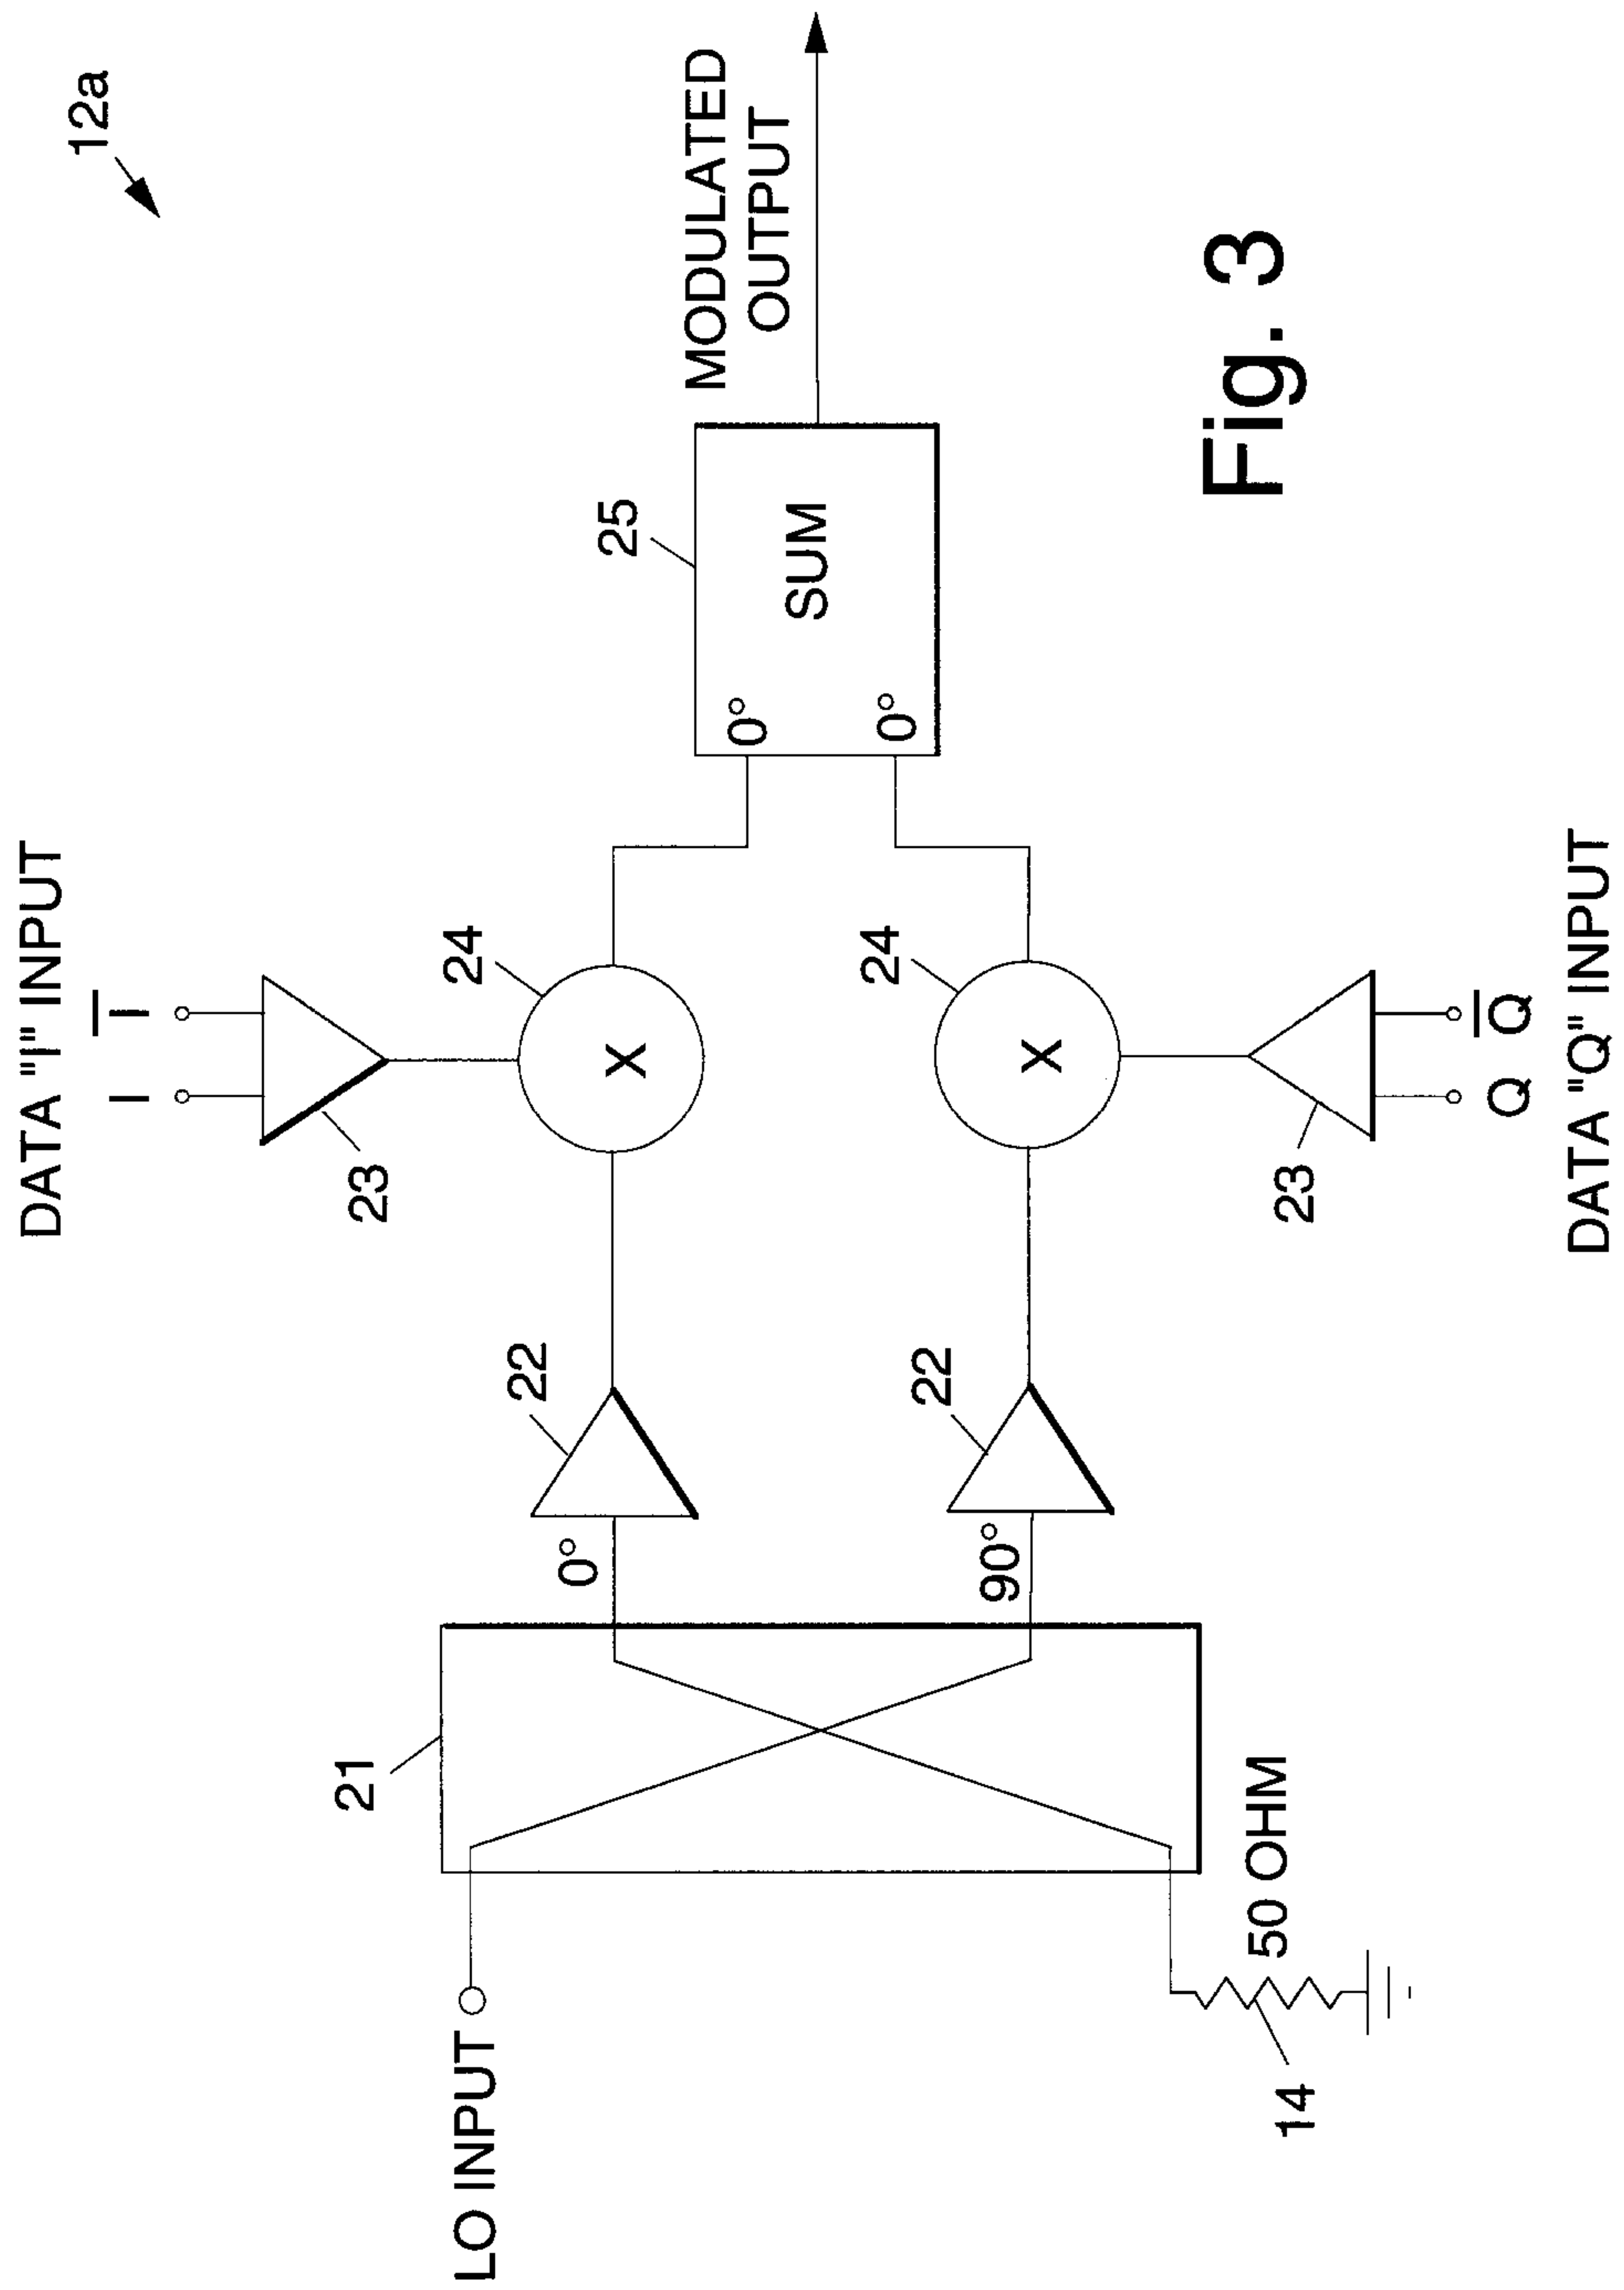 12a
DATA "I" INPUT
I I̅
23
24
MODULATED
OUTPUT
25
SUM
0°
0°
22
0°
21
LO INPUT
22
90°
24
X
X
23
Q Q̅
DATA "Q" INPUT
50 OHM
14
Fig. 3